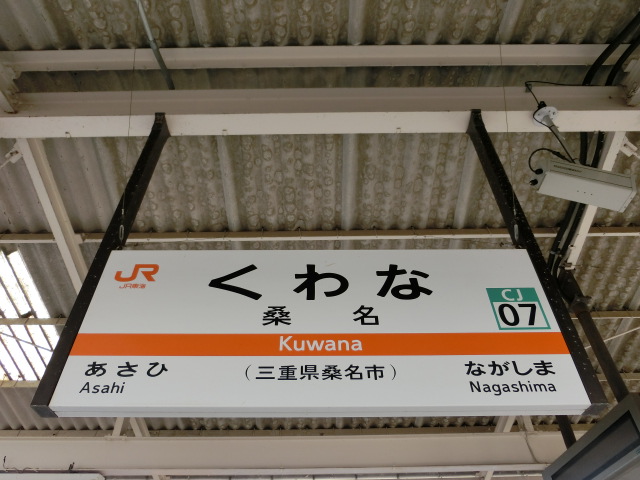 JR
JR東海
くわな
桑名
CJ
07
Kuwana
あさひ
Asahi
(三重県桑名市)
ながしま
Nagashima